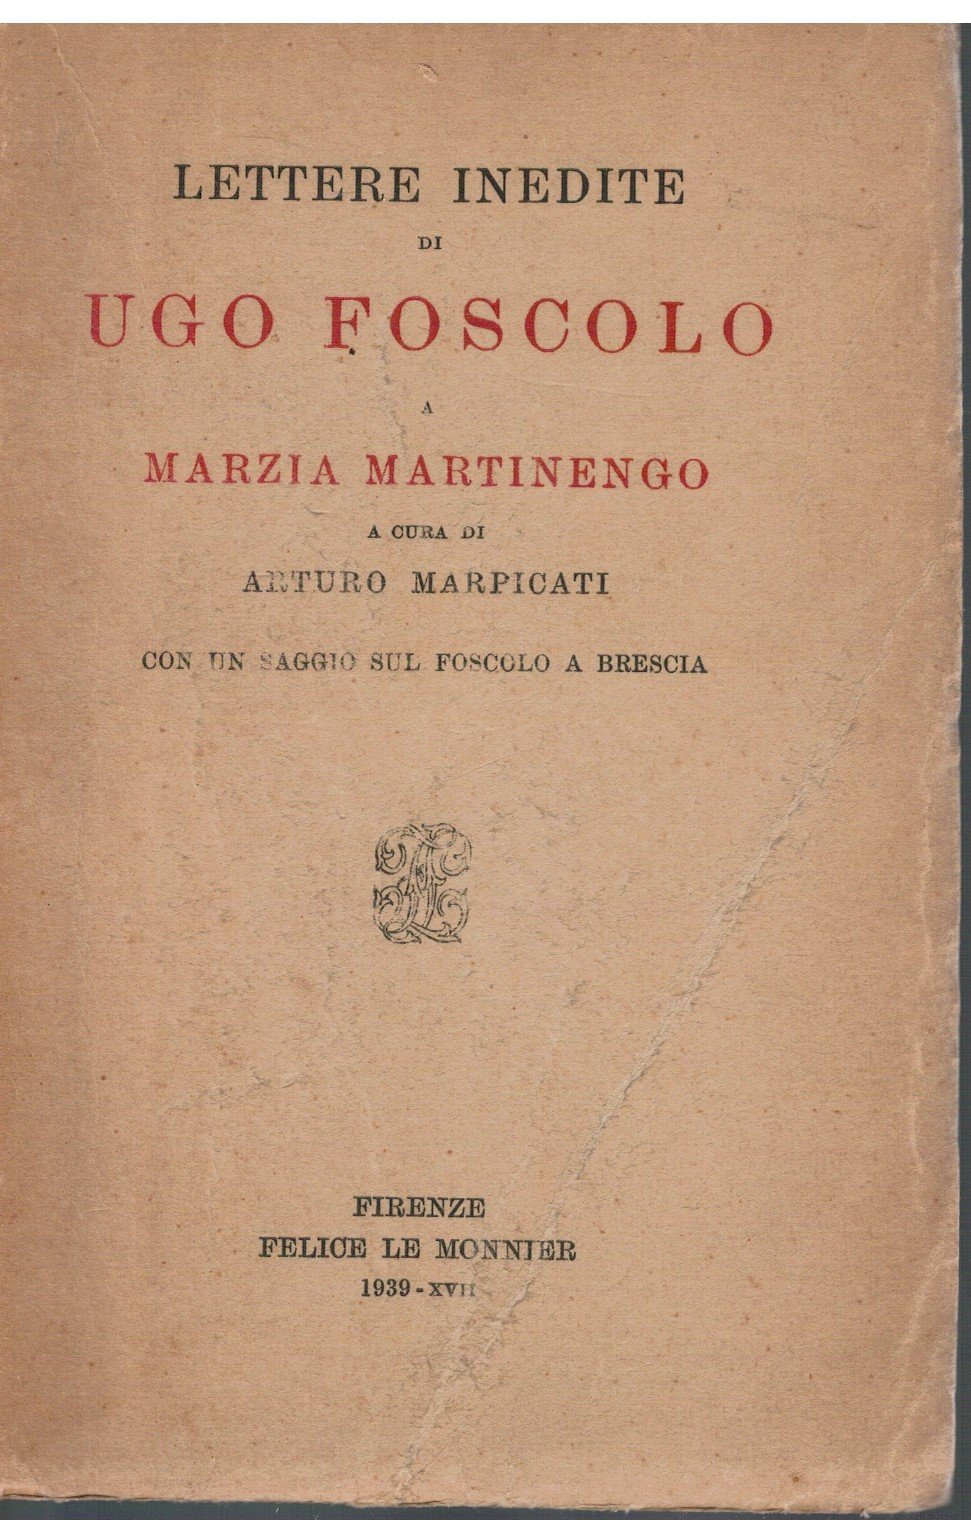 LETTERE INEDITE
DI
UGO FOSCOLO
A
MARZIA MARTINENGO
A CURA DI
ARTURO MARPICATI
CON UN SAGGIO SUL FOSCOLO A BRESCIA
FIRENZE
FELICE LE MONNIER
1939-XVII